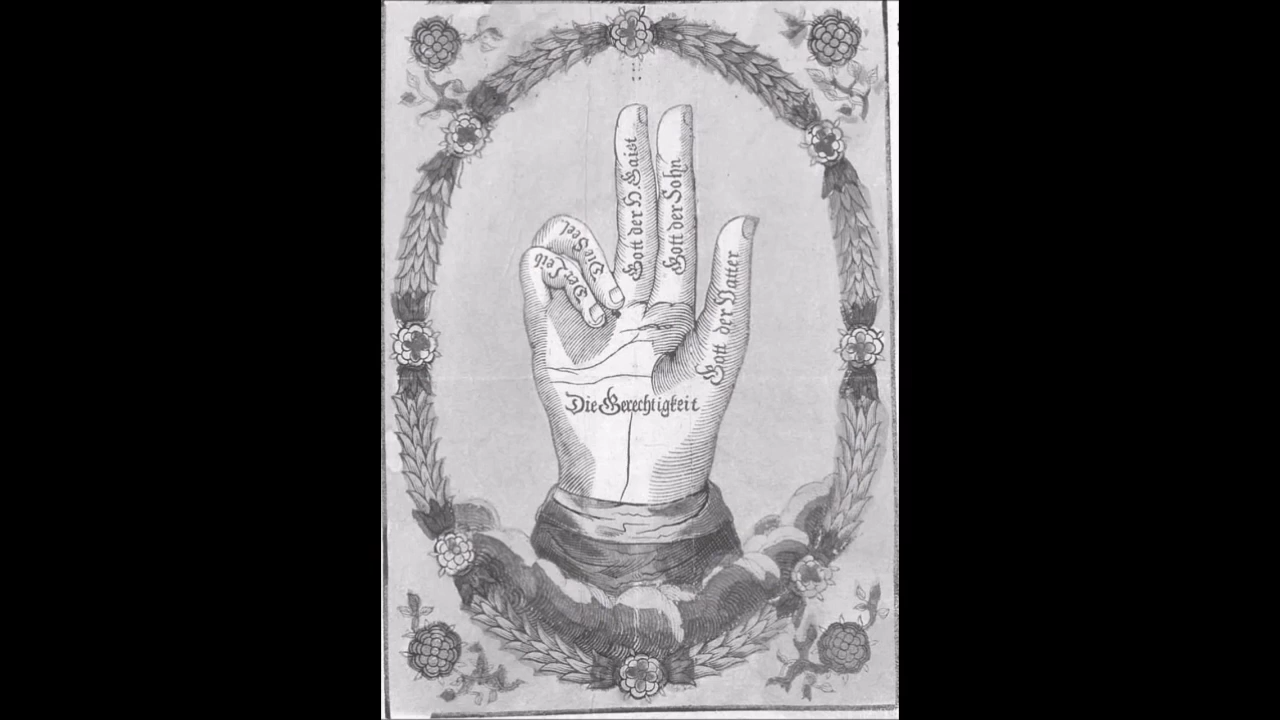 Der Leib
Die Seel
Gott der H. Gaist
Gott der Sohn
Gott der Vatter
Die Gerechtigkeit